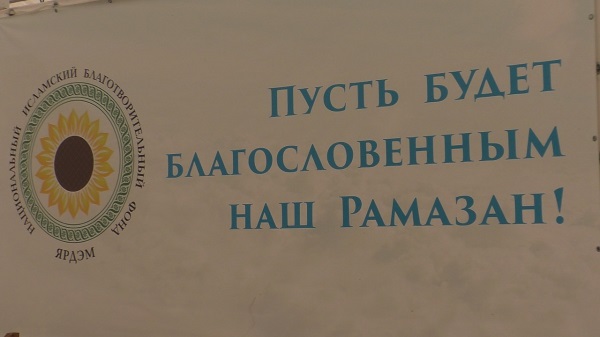 НАЦИОНАЛЬНЫЙ ИСЛАМСКИЙ БЛАГОТВОРИТЕЛЬНЫЙ ФОНД
ЯРДЭМ
Пусть будет
благословенным
наш Рамазан!